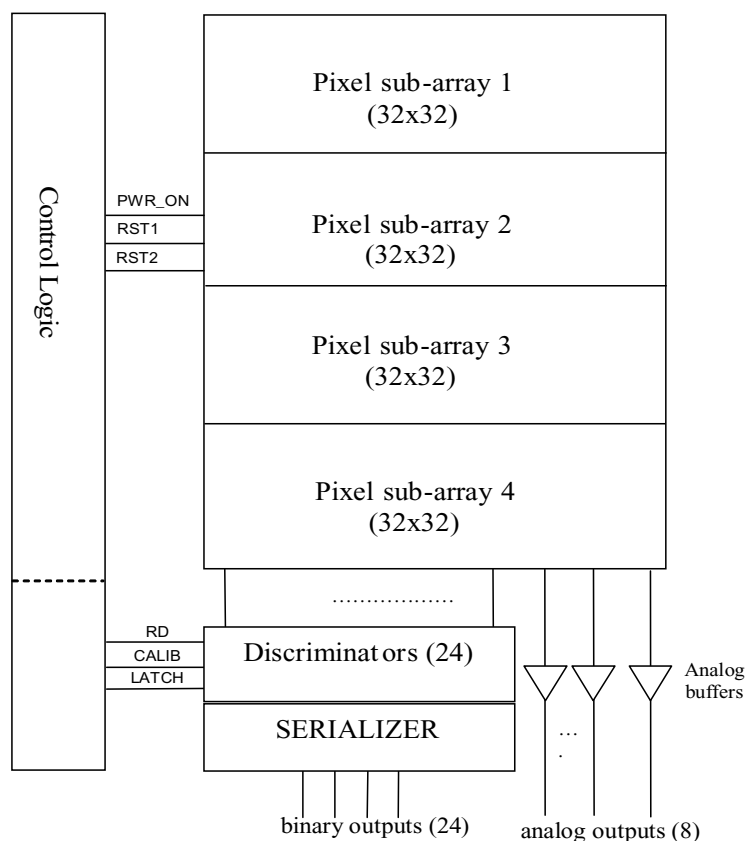 Pixel sub-array 1
(32x32)
Control Logic
PWR_ON
RST1
RST2
Pixel sub-array 2
(32x32)
Pixel sub-array 3
(32x32)
Pixel sub-array 4
(32x32)
..................
RD
CALIB
LATCH
Discriminators (24)
Analog
buffers
SERIALIZER
...
.
binary outputs (24)
analog outputs (8)